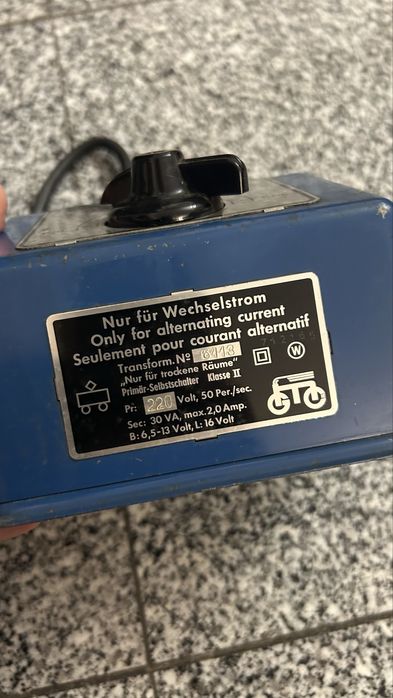 Nur für Wechselstrom
Only for alternating current
Seulement pour courant alternatif
Transform. No 6113
„Nur für trockene Räume"
Primär-Selbstschalter Klasse II
Pr: 220 Volt, 50 Per./sec.
Sec: 30 VA, max. 2,0 Amp.
B: 6,5-13 Volt, L: 16 Volt
W